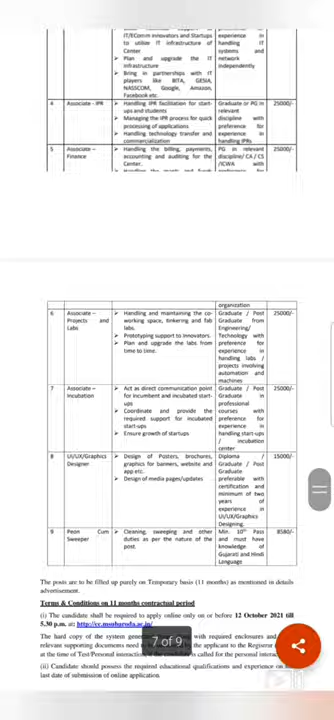 IT/EComm innovators and Startups
to utilize IT infrastructure of
Center
➢ Plan and upgrade the IT
infrastructure
➢ Bring in partnerships with IT
players like BITA, GESIA,
NASSCOM, Google, Amazon,
Facebook etc.
experience in
handling IT
systems and
network
independently
4 Associate - IPR
➢ Handling IPR facilitation for start-
ups and students
➢ Managing the IPR process for quick
processing of applications
➢ Handling technology transfer and
commercialization
Graduate or PG in
relevant
discipline with
preference for
experience in
handling IPRs
25000/-
5 Associate –
Finance
➢ Handling the billing, payments,
accounting and auditing for the
Center.
PG in relevant
discipline/ CA / CS
/ICWA with
25000/-
organization
6 Associate –
Projects and
Labs
➢ Handling and maintaining the co-
working space, tinkering and fab
labs.
➢ Prototyping support to innovators.
➢ Plan and upgrade the labs from
time to time.
Graduate / Post
Graduate from
Engineering/
Technology with
preference for
experience in
handling labs /
projects involving
automation and
machines
25000/-
7 Associate –
Incubation
➢ Act as direct communication point
for incumbent and incubated start-
ups
➢ Coordinate and provide the
required support for incubated
start-ups
➢ Ensure growth of startups
Graduate / Post
Graduate in
professional
courses with
preference for
experience in
handling start-ups
/ incubation
center
25000/-
8 UI/UX/Graphics
Designer
➢ Design of Posters, brochures,
graphics for banners, website and
app etc.
➢ Design of media pages/updates
Diploma /
Graduate / Post
Graduate
preferable with
certification and
minimum of two
years of
experience in
UI/UX/Graphics
Designing.
15000/-
9 Peon Cum
Sweeper
➢ Cleaning, sweeping and other
duties as per the nature of the
post.
Min. 10th Pass
and must have
knowledge of
Gujarati and Hindi
Language
8580/-
The posts are to be filled up purely on Temporary basis (11 months) as mentioned in details
advertisement.
Terms & Conditions on 11 months contractual period
(i) The candidate shall be required to apply online only on or before 12 October 2021 till
5.30 p.m. at: http://cc.msubaroda.ac.in/
The hard copy of the system with required enclosures and
relevant supporting documents need by the applicant to the Registrar
at the time of Test/Personal is called for the personal
7 of 9
(ii) Candidate should possess the required educational qualifications and experience on
last date of submission of online application.